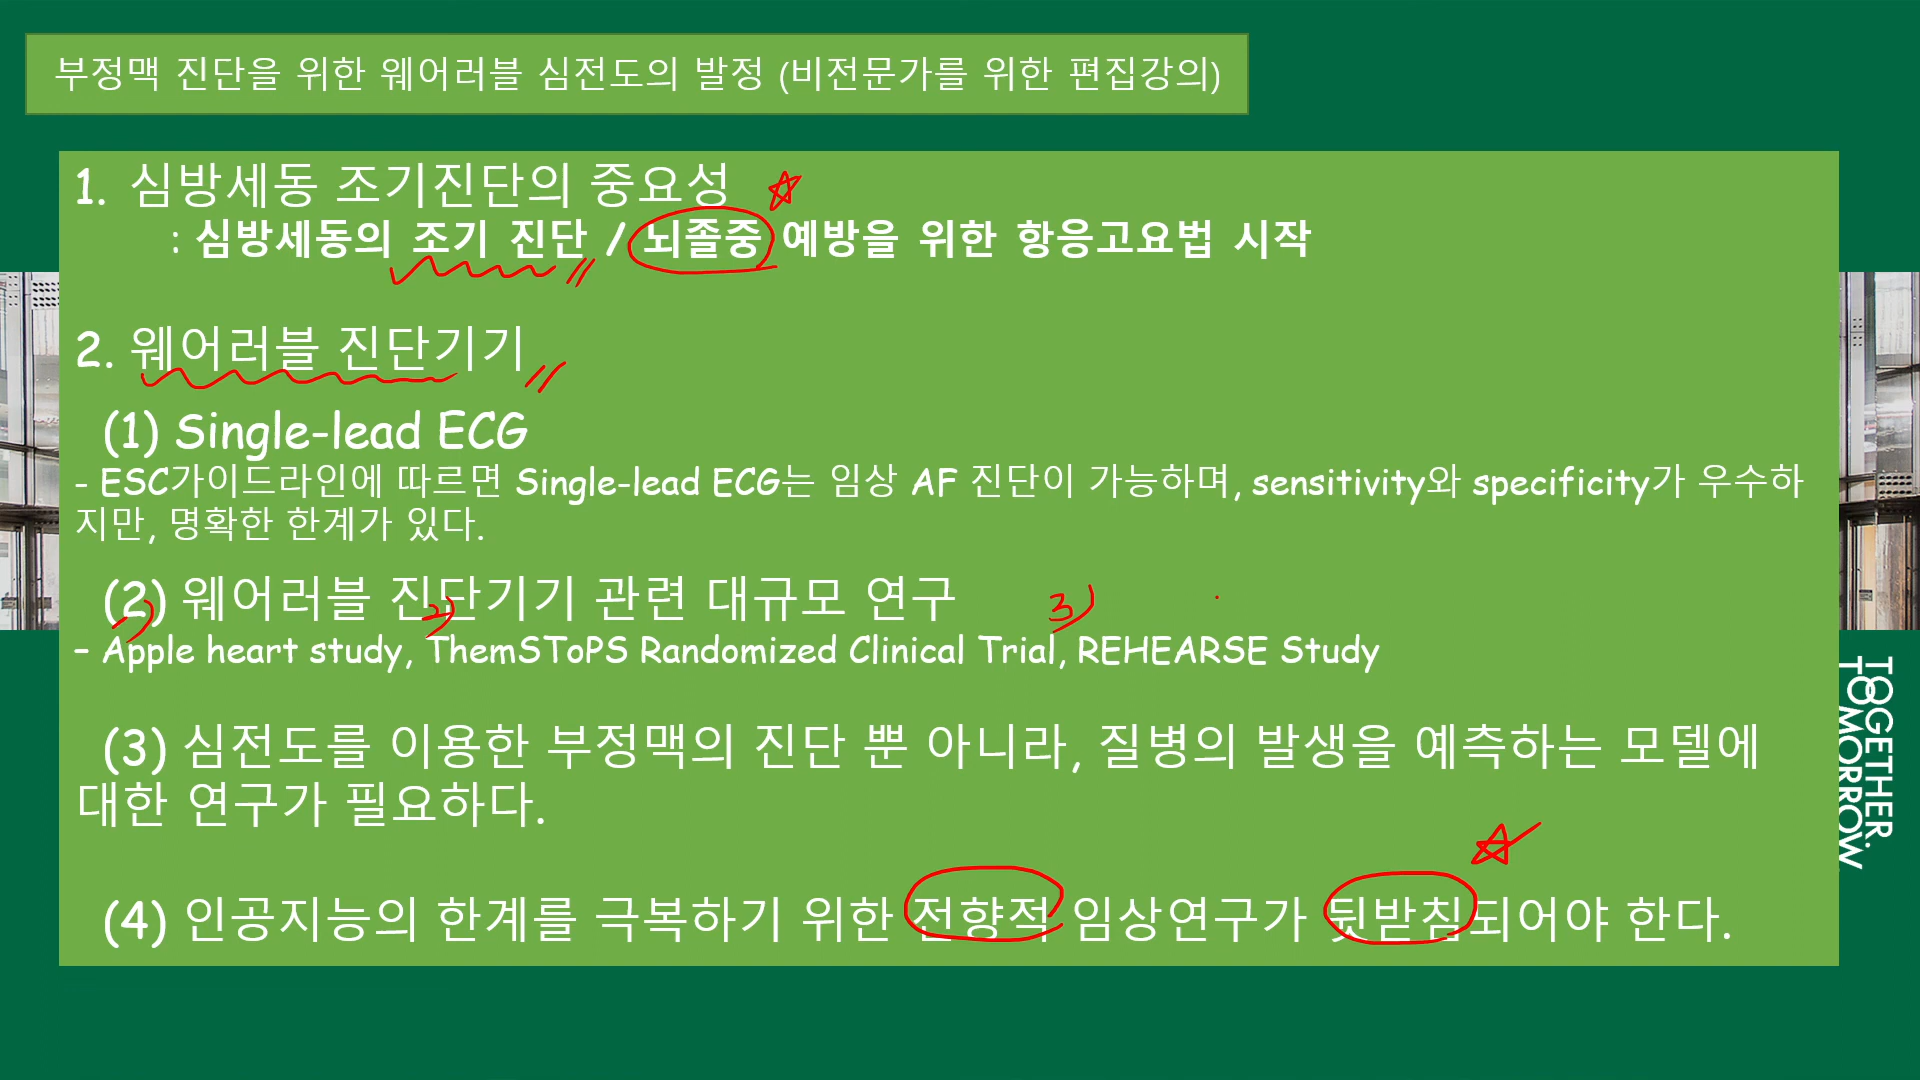 부정맥 진단을 위한 웨어러블 심전도의 발정 (비전문가를 위한 편집강의)
1. 심방세동 조기진단의 중요성
: 심방세동의 조기 진단 / 뇌졸중 예방을 위한 항응고요법 시작
2. 웨어러블 진단기기
(1) Single-lead ECG
- ESC가이드라인에 따르면 Single-lead ECG는 임상 AF 진단이 가능하며, sensitivity와 specificity가 우수하
지만, 명확한 한계가 있다.
(2) 웨어러블 진단기기 관련 대규모 연구
2) 3)
- Apple heart study, ThemSToPS Randomized Clinical Trial, REHEARSE Study
(3) 심전도를 이용한 부정맥의 진단 뿐 아니라, 질병의 발생을 예측하는 모델에
대한 연구가 필요하다.
(4) 인공지능의 한계를 극복하기 위한 전향적 임상연구가 뒷받침되어야 한다.
TOGETHER.
TOMORROW